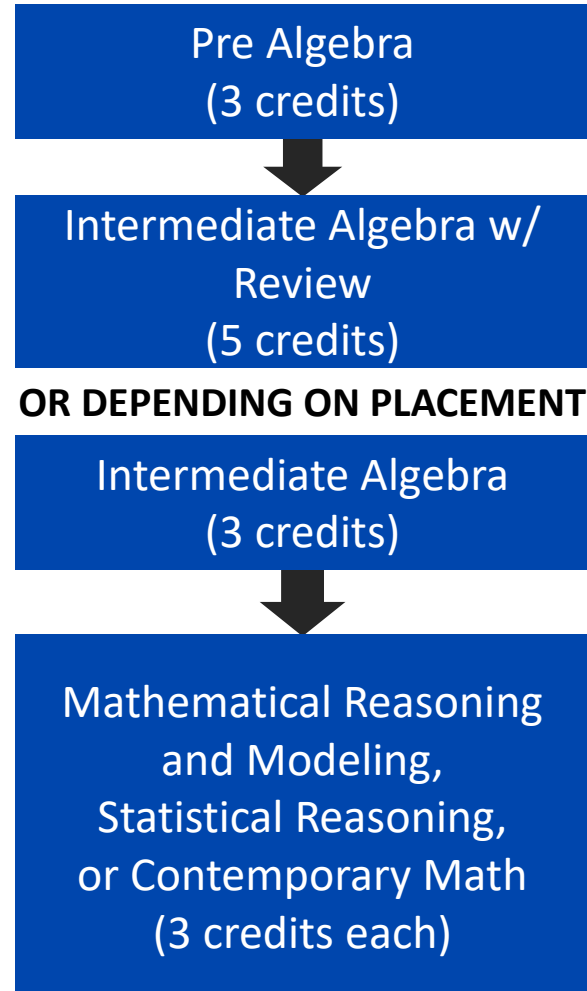 Pre Algebra
(3 credits)
Intermediate Algebra w/
Review
(5 credits)
OR DEPENDING ON PLACEMENT
Intermediate Algebra
(3 credits)
Mathematical Reasoning
and Modeling,
Statistical Reasoning,
or Contemporary Math
(3 credits each)